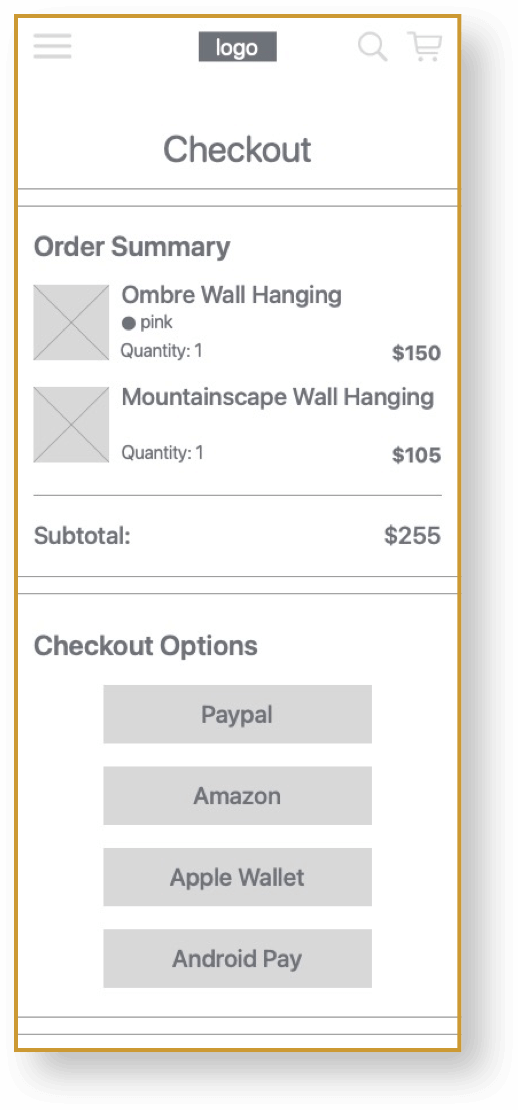 logo
Checkout
Order Summary
Ombre Wall Hanging
pink
Quantity: 1 $150
Mountainscape Wall Hanging
Quantity: 1 $105
Subtotal: $255
Checkout Options
Paypal
Amazon
Apple Wallet
Android Pay